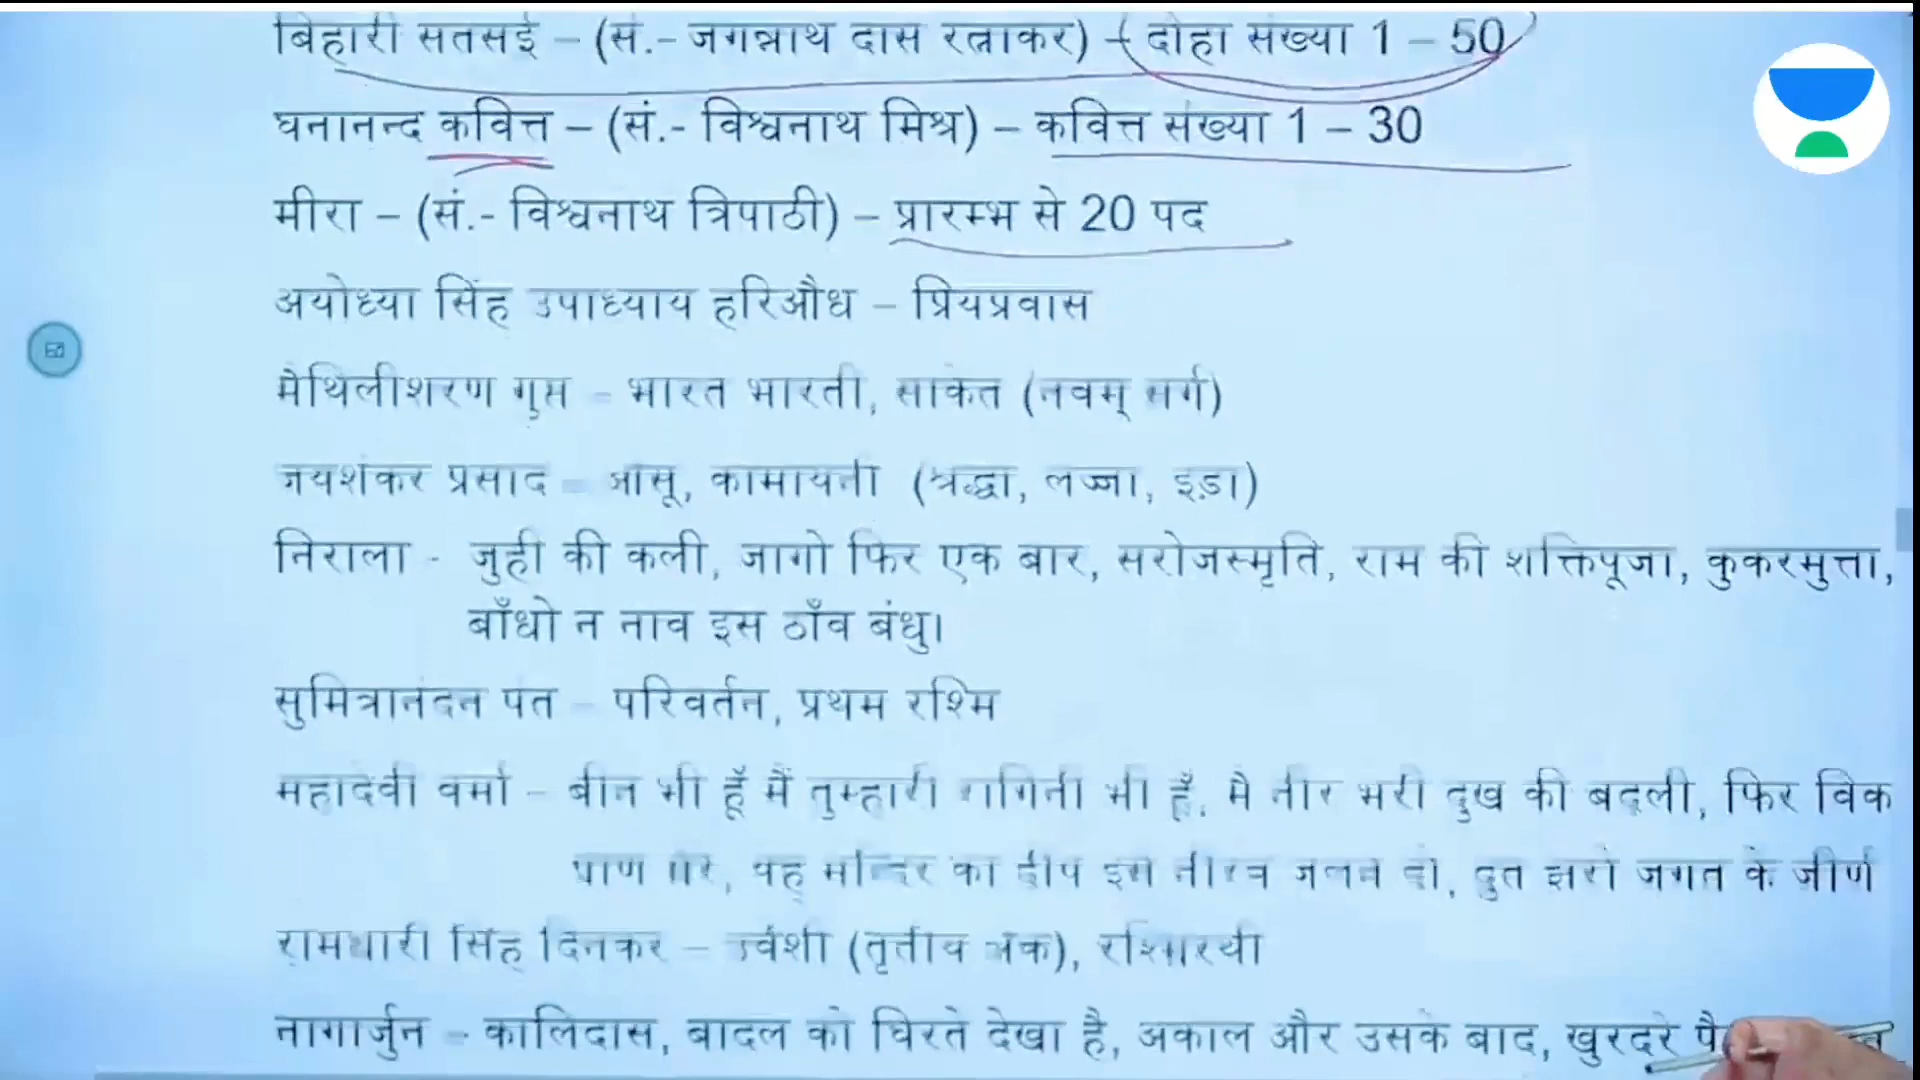 बिहारी सतसई – (सं.- जगन्नाथ दास रत्नाकर) – (दोहा संख्या 1 – 50
घनानन्द कवित्त – (सं.- विश्वनाथ मिश्र) – कवित्त संख्या 1 – 30
मीरा – (सं.- विश्वनाथ त्रिपाठी) – प्रारम्भ से 20 पद
अयोध्या सिंह उपाध्याय हरिऔध – प्रियप्रवास
मैथिलीशरण गुप्त – भारत भारती, साकेत (नवम् सर्ग)
जयशंकर प्रसाद – आंसू, कामायनी (श्रद्धा, लज्जा, इड़ा)
निराला - जुही की कली, जागो फिर एक बार, सरोजस्मृति, राम की शक्तिपूजा, कुकरमुत्ता,
बाँधो न नाव इस ठाँव बंधु।
सुमित्रानंदन पंत – परिवर्तन, प्रथम रश्मि
महादेवी वर्मा – बीन भी हूँ मैं तुम्हारी रागिनी भी हूँ, मै नीर भरी दुख की बदली, फिर विक
प्राण मेरे, यह मन्दिर का दीप इसे नीरव जलने दो, द्रुत झरो जगत के जीर्ण
रामधारी सिंह दिनकर – उर्वशी (तृतीय अंक), रश्मिरथी
नागार्जुन – कालिदास, बादल को घिरते देखा है, अकाल और उसके बाद, खुरदरे